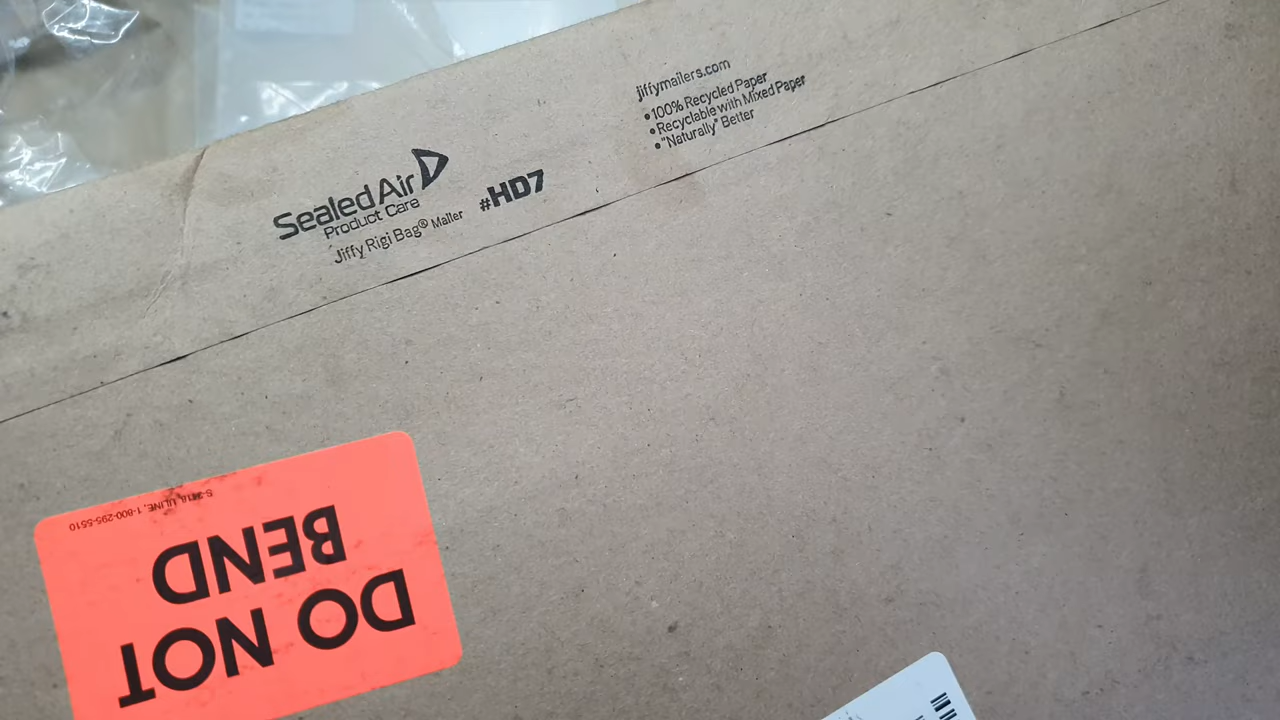 jiffymailers.com
•100% Recycled Paper
•Recyclable with Mixed Paper
•"Naturally" Better
Sealed Air
Product Care
Jiffy Rigi Bag® Mailer
#HD7
DO NOT
BEND
ULINE, 1-800-295-5510